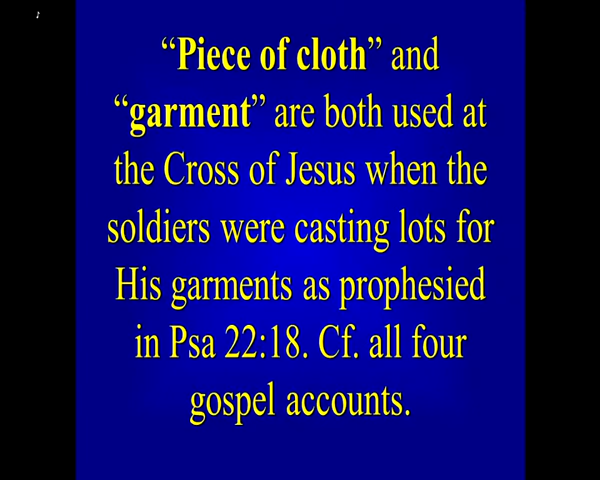 “Piece of cloth” and
“garment” are both used at
the Cross of Jesus when the
soldiers were casting lots for
His garments as prophesied
in Psa 22:18. Cf. all four
gospel accounts.